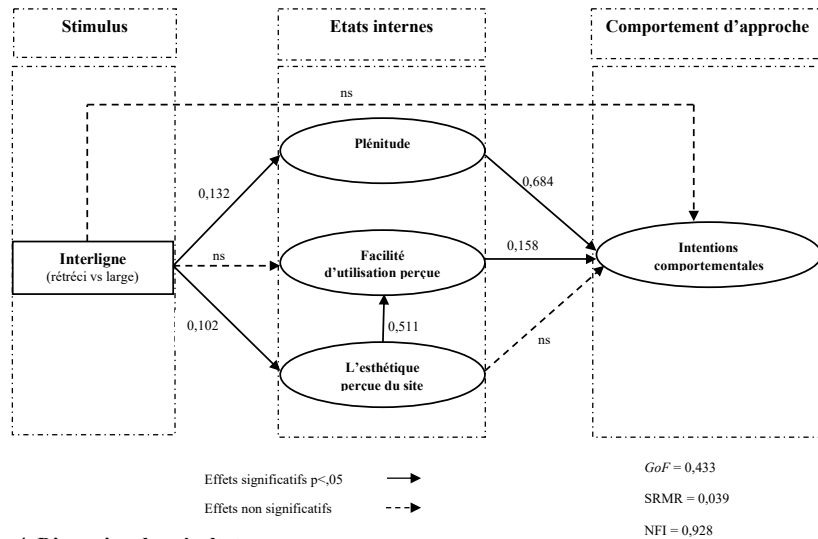 Stimulus
Etats internes
Comportement d'approche
ns
Plénitude
0,132
0,684
Interligne
(rétréci vs large)
ns
Facilité
d'utilisation perçue
0,158
Intentions
comportementales
0,102
0,511
ns
L'esthétique
perçue du site
Effets significatifs p<,05
Effets non significatifs
GoF = 0,433
SRMR = 0,039
NFI = 0,928